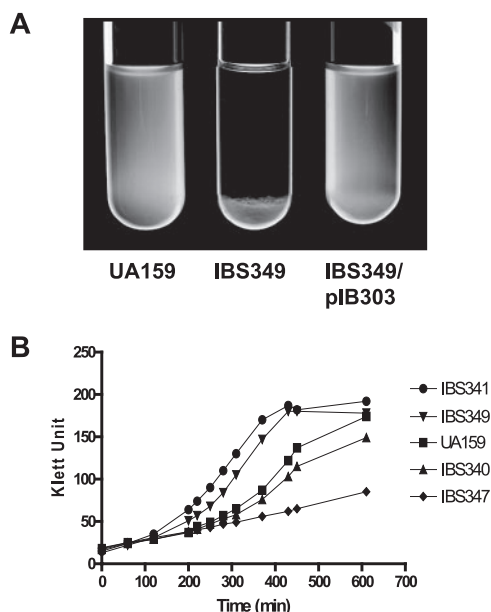 A
UA159 IBS349 IBS349/
pIB303
B
Klett Unit
250
200
150
100
50
0
0 100 200 300 400 500 600 700
Time (min)
IBS341
IBS349
UA159
IBS340
IBS347